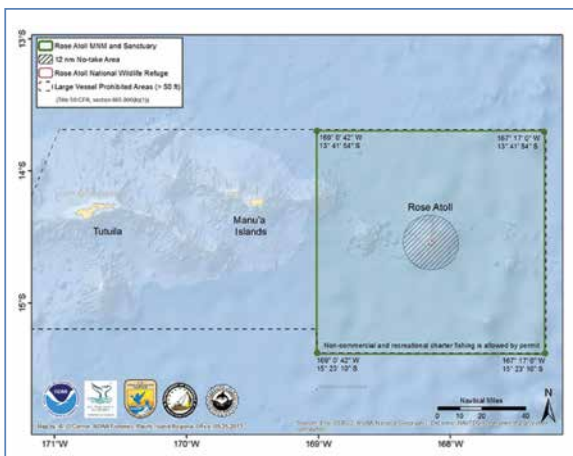 Rose Atoll MNM and Sanctuary
12 nm No-take Area
Rose Atoll National Wildlife Refuge
Large Vessel Prohibited Areas (> 50 ft)
13°S
14°S
15°S
169° 0' 42" W
13° 41' 54" S
167° 17' 0" W
13° 41' 54" S
Rose Atoll
Tutuila
Manu'a
Islands
Non-commercial and recreational charter fishing is allowed by permit
169° 0' 42" W
15° 23' 10" S
167° 17' 0" W
15° 23' 10" S
Nautical Miles
0 10 20 40
N
171°W
170°W
169°W
168°W